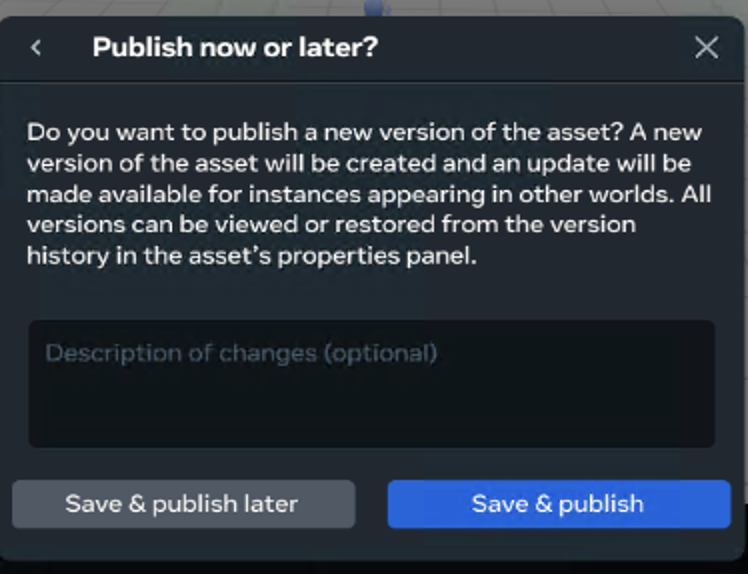 Publish now or later?
Do you want to publish a new version of the asset? A new
version of the asset will be created and an update will be
made available for instances appearing in other worlds. All
versions can be viewed or restored from the version
history in the asset’s properties panel.
Description of changes (optional)
Save & publish later
Save & publish